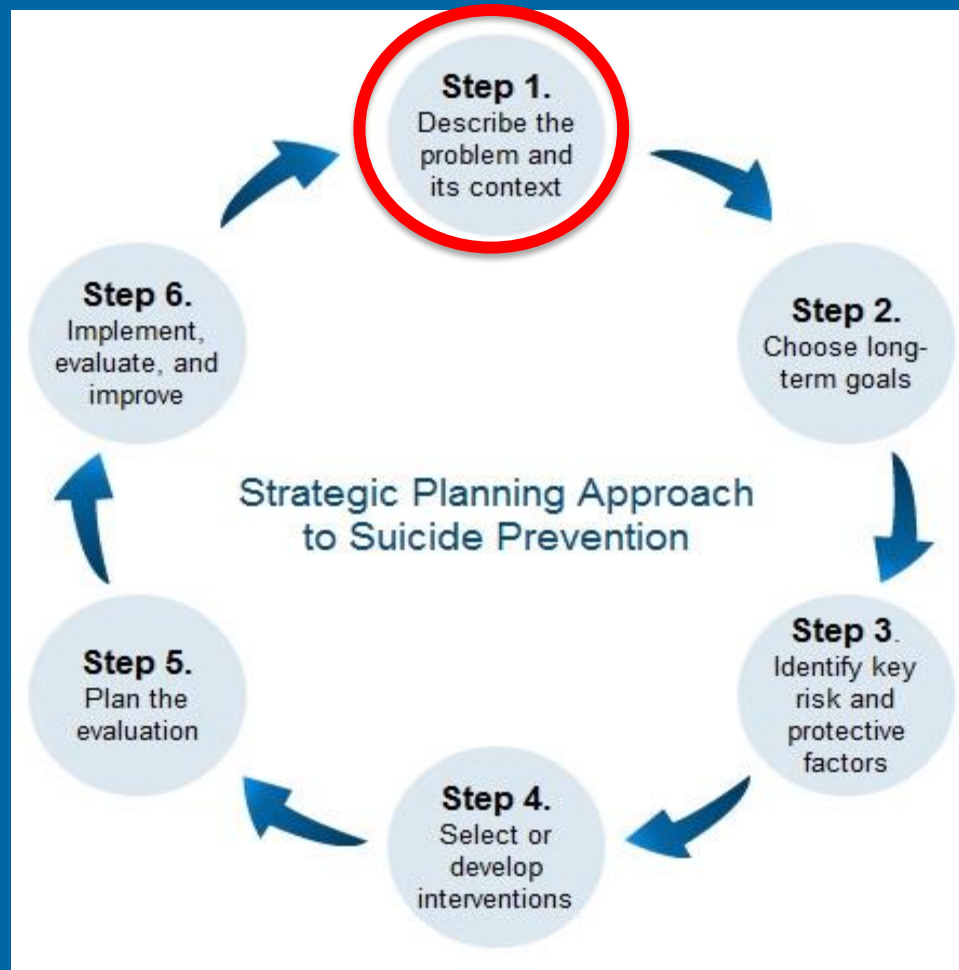 Step 1.
Describe the
problem and
its context
Step 2.
Choose long-
term goals
Step 3.
Identify key
risk and
protective
factors
Step 4.
Select or
develop
interventions
Step 5.
Plan the
evaluation
Step 6.
Implement,
evaluate, and
improve
Strategic Planning Approach
to Suicide Prevention